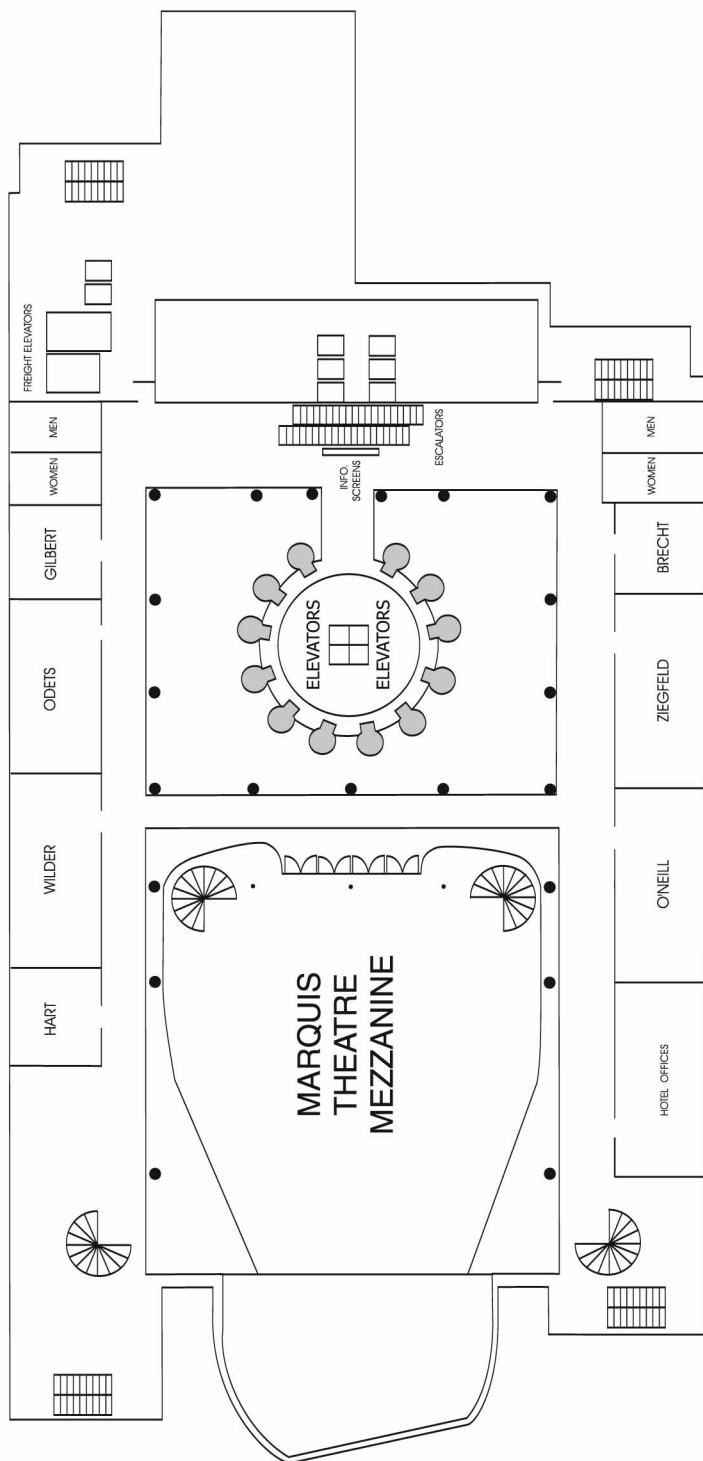 FREIGHT ELEVATORS
MEN
WOMEN
GILBERT
ODETS
WILDER
HART
INFO.
SCREENS
ESCALATORS
ELEVATORS
ELEVATORS
MARQUIS
THEATRE
MEZZANINE
MEN
WOMEN
BRECHT
ZIEGFELD
O'NEILL
HOTEL OFFICES